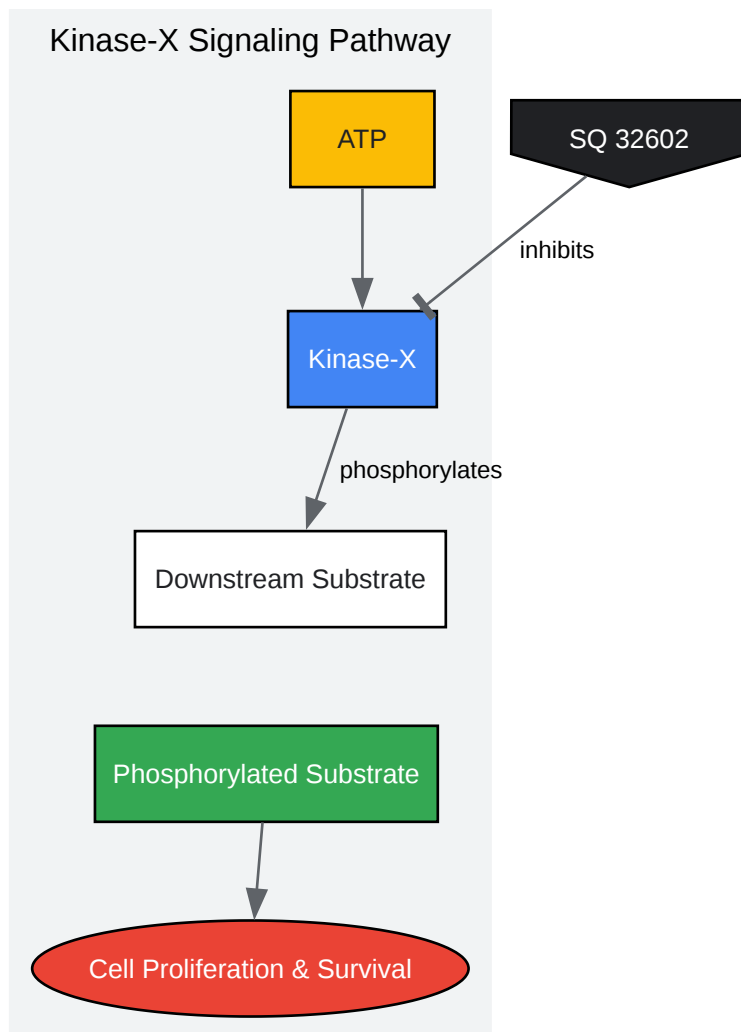 Kinase-X Signaling Pathway
ATP
SQ 32602
inhibits
Kinase-X
phosphorylates
Downstream Substrate
Phosphorylated Substrate
Cell Proliferation & Survival